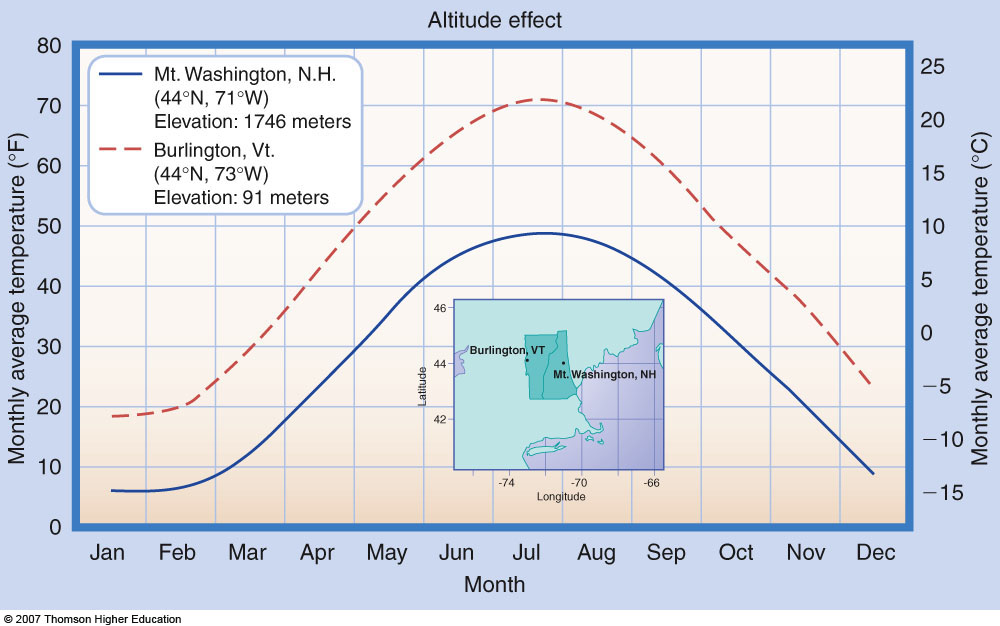 Altitude effect
Mt. Washington, N.H.
(44°N, 71°W)
Elevation: 1746 meters
Burlington, Vt.
(44°N, 73°W)
Elevation: 91 meters
Monthly average temperature (°F)
80
70
60
50
40
30
20
10
0
Monthly average temperature (°C)
25
20
15
10
5
0
−5
−10
−15
46
44
42
Latitude
Burlington, VT
Mt. Washington, NH
-74 -70 -66
Longitude
Jan Feb Mar Apr May Jun Jul Aug Sep Oct Nov Dec
Month
© 2007 Thomson Higher Education